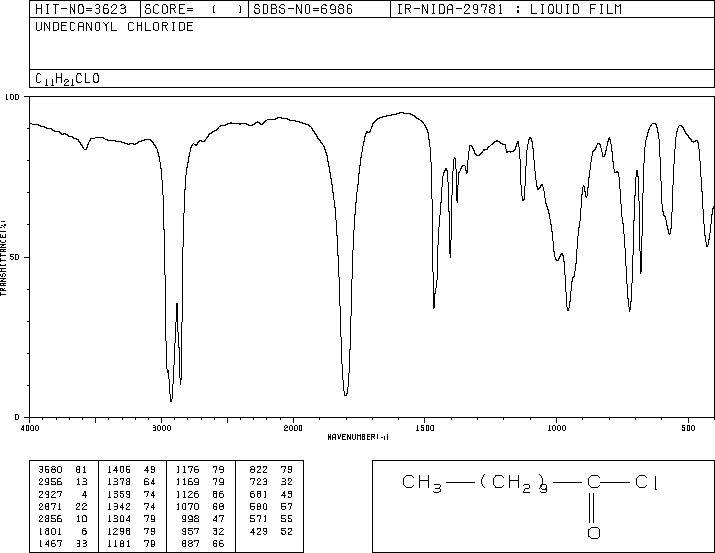 HIT-NO=3623 SCORE= ( ) SDBS-NO=6986 IR-NIDA-29781 : LIQUID FILM
UNDECANOYL CHLORIDE
C11H21CLO
100
50
0
TRANSMITTANCE(%)
4000 3000 2000 1500 1000 500
WAVENUMBER(-1)
3680 81 1406 49 1176 79 822 79
2956 13 1378 64 1169 79 723 32
2927 4 1359 74 1126 66 681 43
2871 22 1342 74 1070 68 580 57
2856 10 1304 79 998 47 571 55
1801 6 1298 79 957 32 429 52
1467 33 1181 79 887 66
CH3—(CH2)9—C—Cl
O